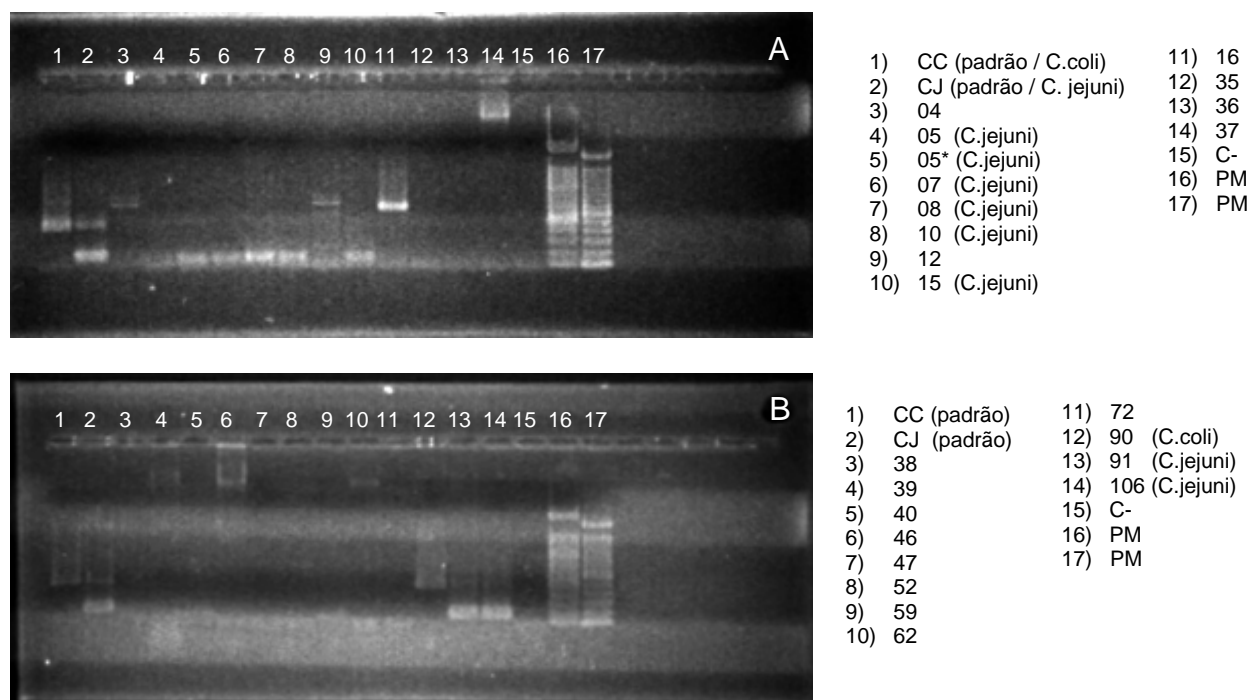 1 2 3 4 5 6 7 8 9 10 11 12 13 14 15 16 17 A
1) CC (padrão / C.coli)
2) CJ (padrão / C. jejuni)
3) 04
4) 05 (C.jejuni)
5) 05* (C.jejuni)
6) 07 (C.jejuni)
7) 08 (C.jejuni)
8) 10 (C.jejuni)
9) 12
10) 15 (C.jejuni)
11) 16
12) 35
13) 36
14) 37
15) C-
16) PM
17) PM
1 2 3 4 5 6 7 8 9 10 11 12 13 14 15 16 17 B
1) CC (padrão)
2) CJ (padrão)
3) 38
4) 39
5) 40
6) 46
7) 47
8) 52
9) 59
10) 62
11) 72
12) 90 (C.coli)
13) 91 (C.jejuni)
14) 106 (C.jejuni)
15) C-
16) PM
17) PM